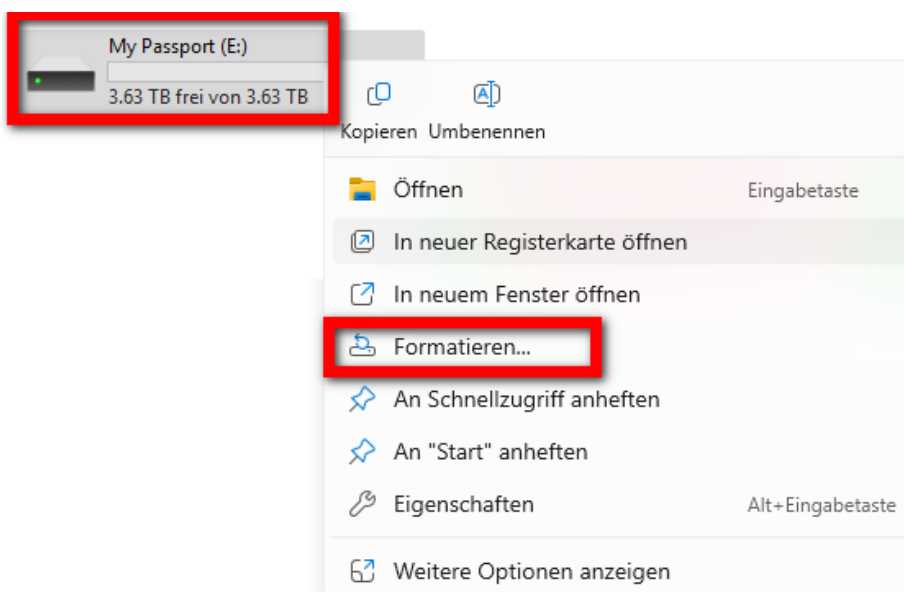 My Passport (E:)
3.63 TB frei von 3.63 TB
Kopieren Umbenennen
Öffnen Eingabetaste
In neuer Registerkarte öffnen
In neuem Fenster öffnen
Formatieren...
An Schnellzugriff anheften
An "Start" anheften
Eigenschaften Alt+Eingabetaste
Weitere Optionen anzeigen